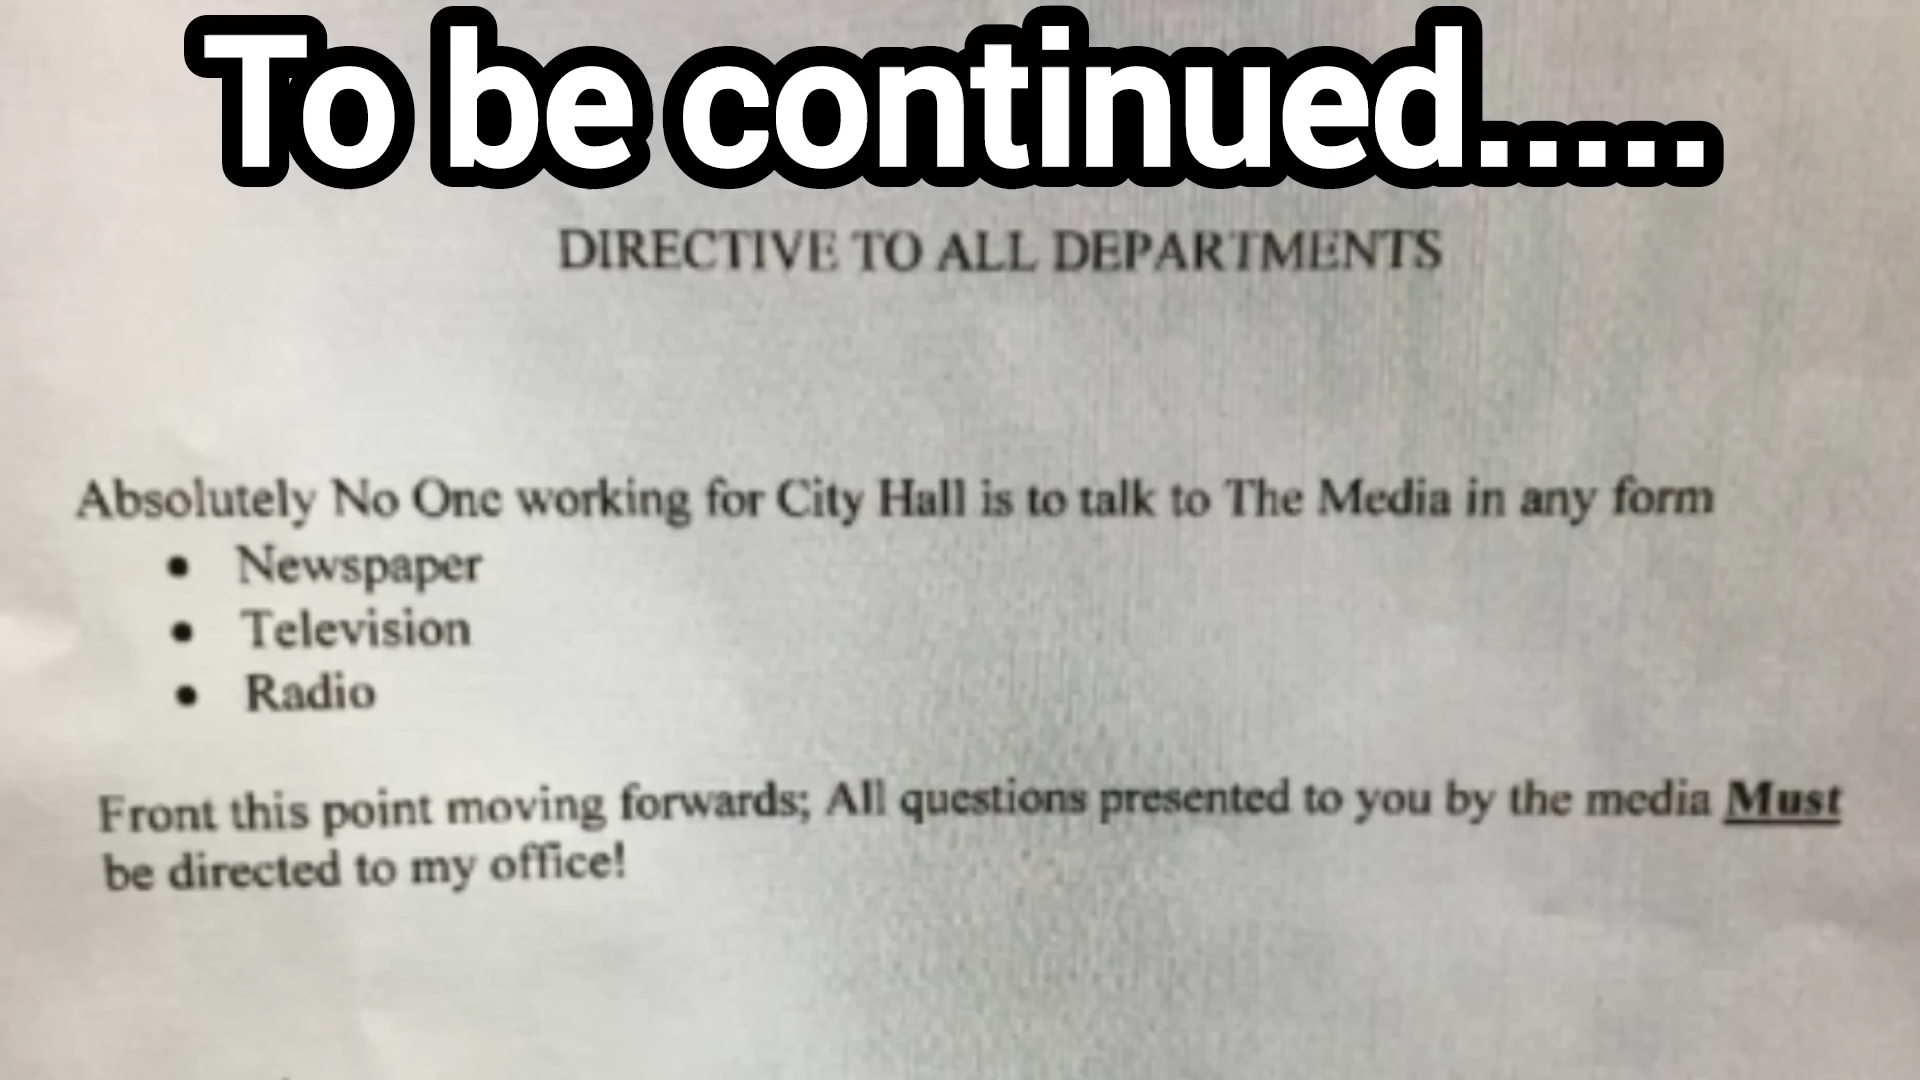 To be continued.....
DIRECTIVE TO ALL DEPARTMENTS
Absolutely No One working for City Hall is to talk to The Media in any form
• Newspaper
• Television
• Radio
Front this point moving forwards; All questions presented to you by the media Must
be directed to my office!